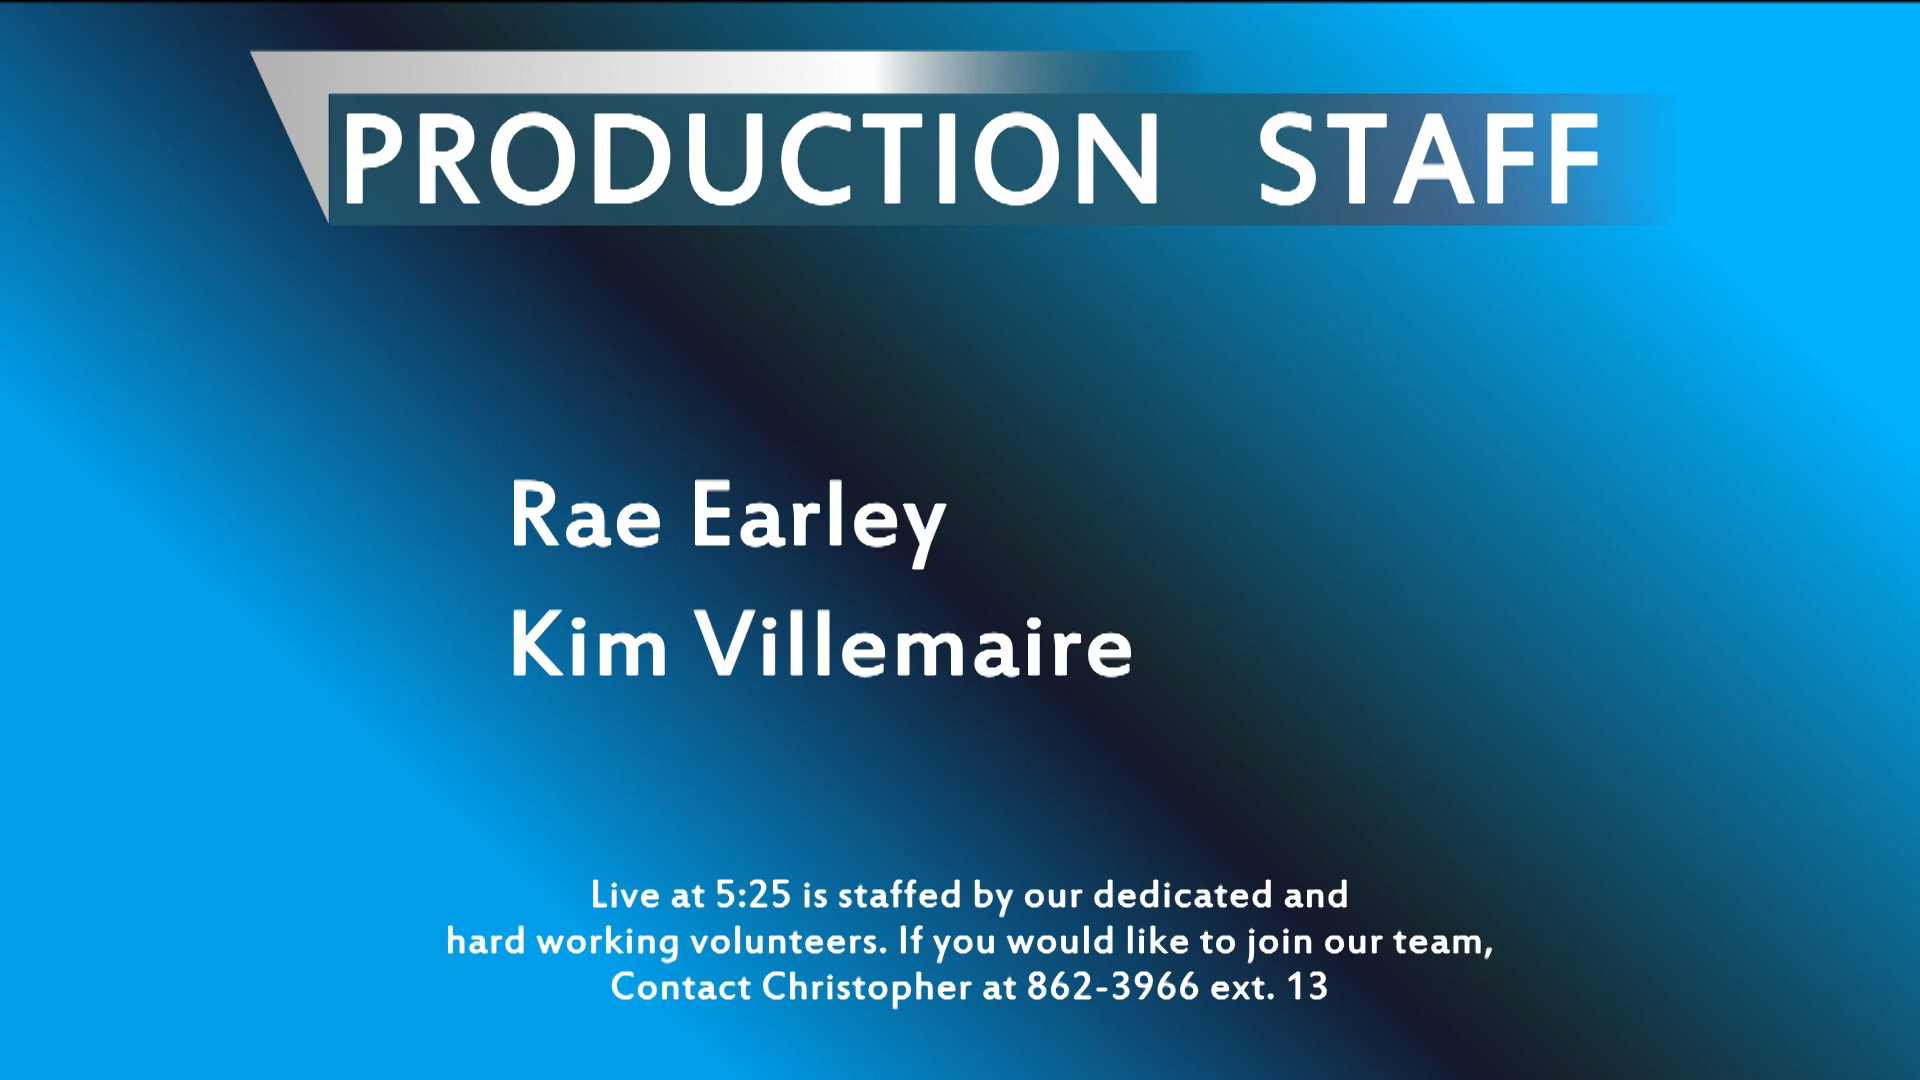 PRODUCTION STAFF
Rae Earley
Kim Villemaire
Live at 5:25 is staffed by our dedicated and
hard working volunteers. If you would like to join our team,
Contact Christopher at 862-3966 ext. 13